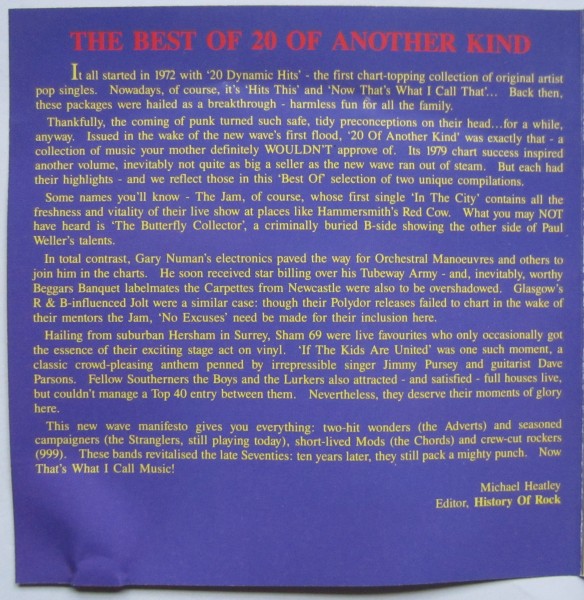 THE BEST OF 20 OF ANOTHER KIND
It all started in 1972 with '20 Dynamic Hits' - the first chart-topping collection of original artist
pop singles. Nowadays, of course, it's 'Hits This' and 'Now That's What I Call That'... Back then,
these packages were hailed as a breakthrough - harmless fun for all the family.
Thankfully, the coming of punk turned such safe, tidy preconceptions on their head...for a while,
anyway. Issued in the wake of the new wave's first flood, '20 Of Another Kind' was exactly that - a
collection of music your mother definitely WOULDN'T approve of. Its 1979 chart success inspired
another volume, inevitably not quite as big a seller as the new wave ran out of steam. But each had
their highlights - and we reflect those in this 'Best Of' selection of two unique compilations.
Some names you'll know - The Jam, of course, whose first single 'In The City' contains all the
freshness and vitality of their live show at places like Hammersmith's Red Cow. What you may NOT
have heard is 'The Butterfly Collector', a criminally buried B-side showing the other side of Paul
Weller's talents.
In total contrast, Gary Numan's electronics paved the way for Orchestral Manoeuvres and others to
join him in the charts. He soon received star billing over his Tubeway Army - and, inevitably, worthy
Beggars Banquet labelmates the Carpettes from Newcastle were also to be overshadowed. Glasgow's
R & B-influenced Jolt were a similar case: though their Polydor releases failed to chart in the wake of
their mentors the Jam, 'No Excuses' need be made for their inclusion here.
Hailing from suburban Hersham in Surrey, Sham 69 were live favourites who only occasionally got
the essence of their exciting stage act on vinyl. 'If The Kids Are United' was one such moment, a
classic crowd-pleasing anthem penned by irrepressible singer Jimmy Pursey and guitarist Dave
Parsons. Fellow Southerners the Boys and the Lurkers also attracted - and satisfied - full houses live,
but couldn't manage a Top 40 entry between them. Nevertheless, they deserve their moments of glory
here.
This new wave manifesto gives you everything: two-hit wonders (the Adverts) and seasoned
campaigners (the Stranglers, still playing today), short-lived Mods (the Chords) and crew-cut rockers
(999). These bands revitalised the late Seventies: ten years later, they still pack a mighty punch. Now
That's What I Call Music!
Michael Heatley
Editor, History Of Rock